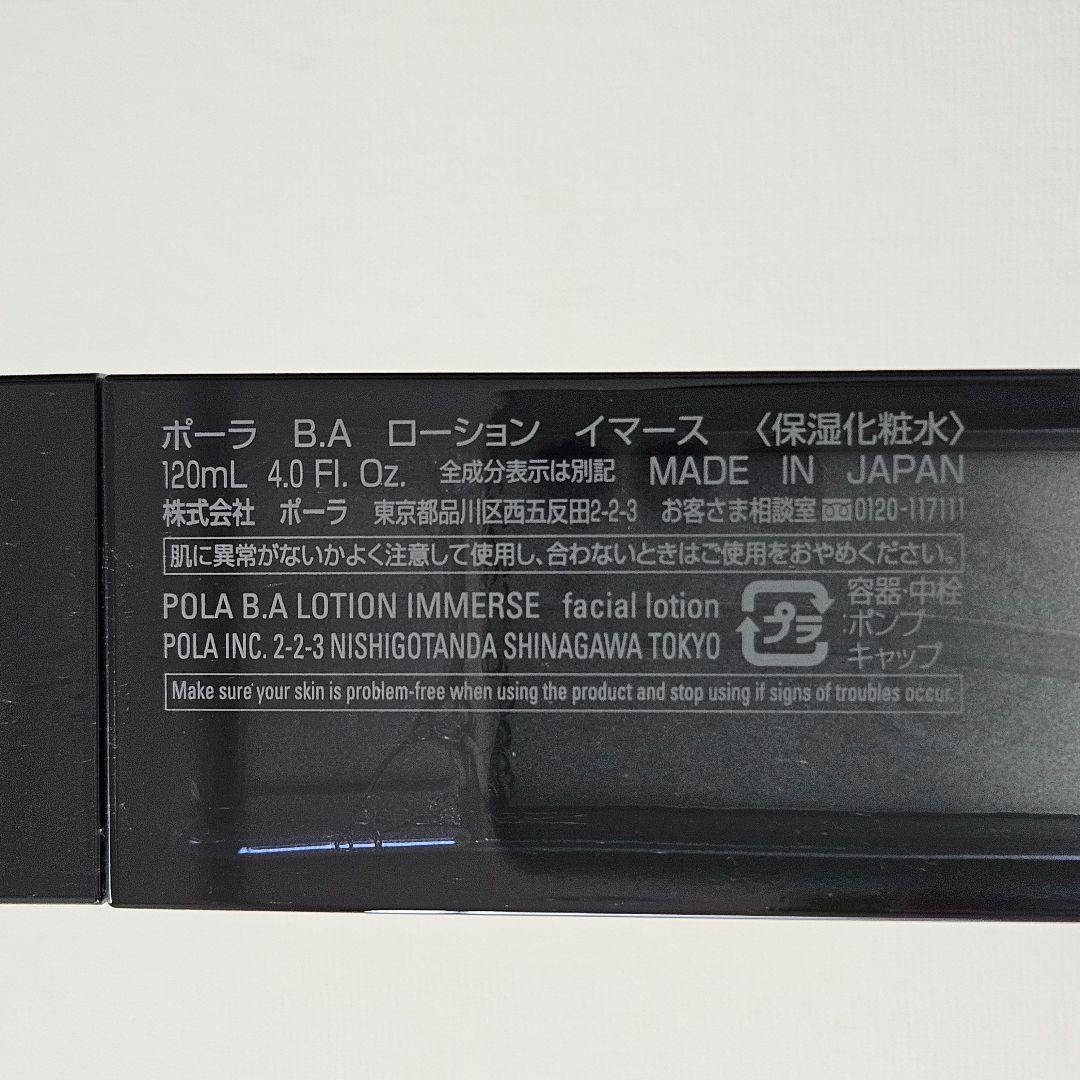 ポーラ B.A ローション イマース 〈保湿化粧水〉
120mL 4.0 Fl. Oz. 全成分表示は別記 MADE IN JAPAN
株式会社 ポーラ 東京都品川区西五反田2-2-3 お客さま相談室 0120-117111
肌に異常がないかよく注意して使用し、合わないときはご使用をおやめください。
POLA B.A LOTION IMMERSE facial lotion
POLA INC. 2-2-3 NISHIGOTANDA SHINAGAWA TOKYO
プラ
容器・中栓
ポンプ
キャップ
Make sure your skin is problem-free when using the product and stop using if signs of troubles occur.